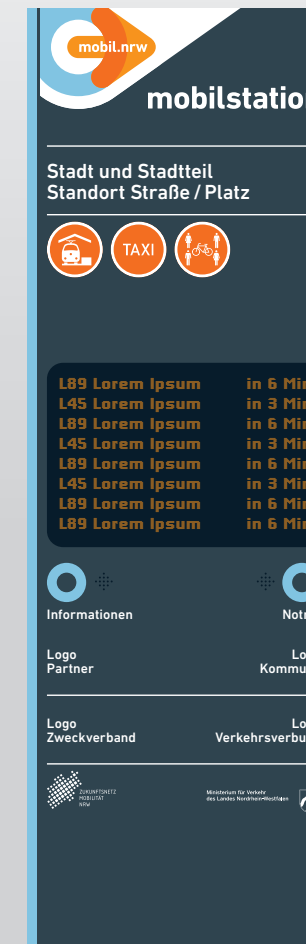 mobil.nrw
mobilstation
Stadt und Stadtteil
Standort Straße / Platz
TAXI
L89 Lorem Ipsum in 6 Min
L45 Lorem Ipsum in 3 Min
L89 Lorem Ipsum in 6 Min
L45 Lorem Ipsum in 3 Min
L89 Lorem Ipsum in 6 Min
L45 Lorem Ipsum in 3 Min
L89 Lorem Ipsum in 6 Min
L89 Lorem Ipsum in 6 Min
Informationen Notr
Logo Lo
Partner Kommu
Logo Lo
Zweckverband Verkehrsverbu
ZUKUNFTSNETZ
MOBILITÄT
NRW
Ministerium für Verkehr
des Landes Nordrhein-Westfalen